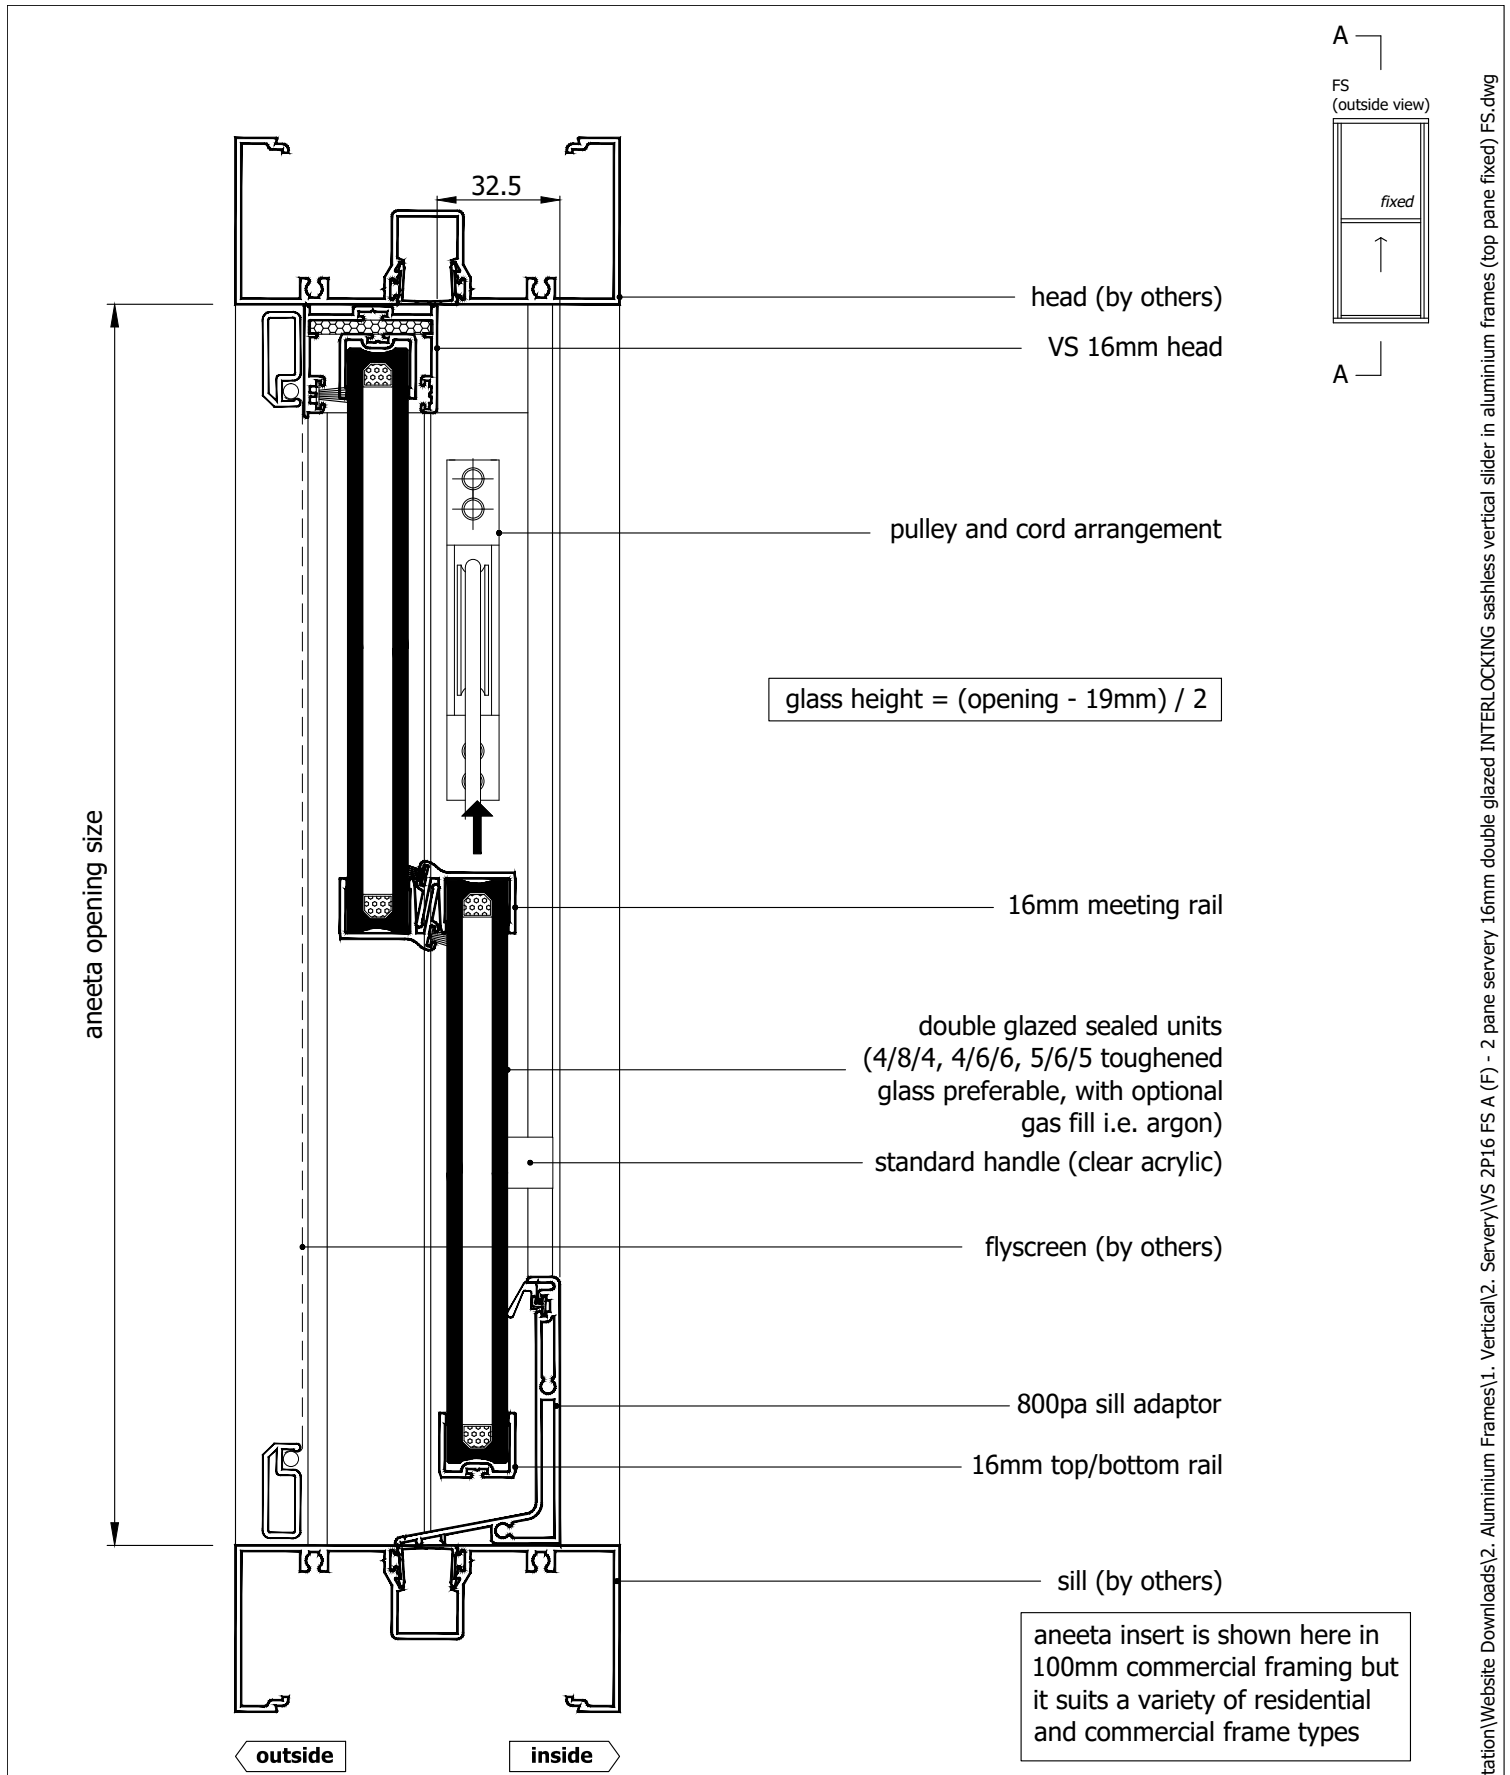 A
FS
(outside view)
fixed
A
32.5
head (by others)
VS 16mm head
pulley and cord arrangement
glass height = (opening - 19mm) / 2
aneeta opening size
16mm meeting rail
double glazed sealed units
(4/8/4, 4/6/6, 5/6/5 toughened
glass preferable, with optional
gas fill i.e. argon)
standard handle (clear acrylic)
flyscreen (by others)
800pa sill adaptor
16mm top/bottom rail
sill (by others)
aneeta insert is shown here in
100mm commercial framing but
it suits a variety of residential
and commercial frame types
outside
inside
tation\Website Downloads\2. Aluminium Frames\1. Vertical\2. Servery\VS 2P16 FS A (F) - 2 pane servery 16mm double glazed INTERLOCKING sashless vertical slider in aluminium frames (top pane fixed) FS.dwg